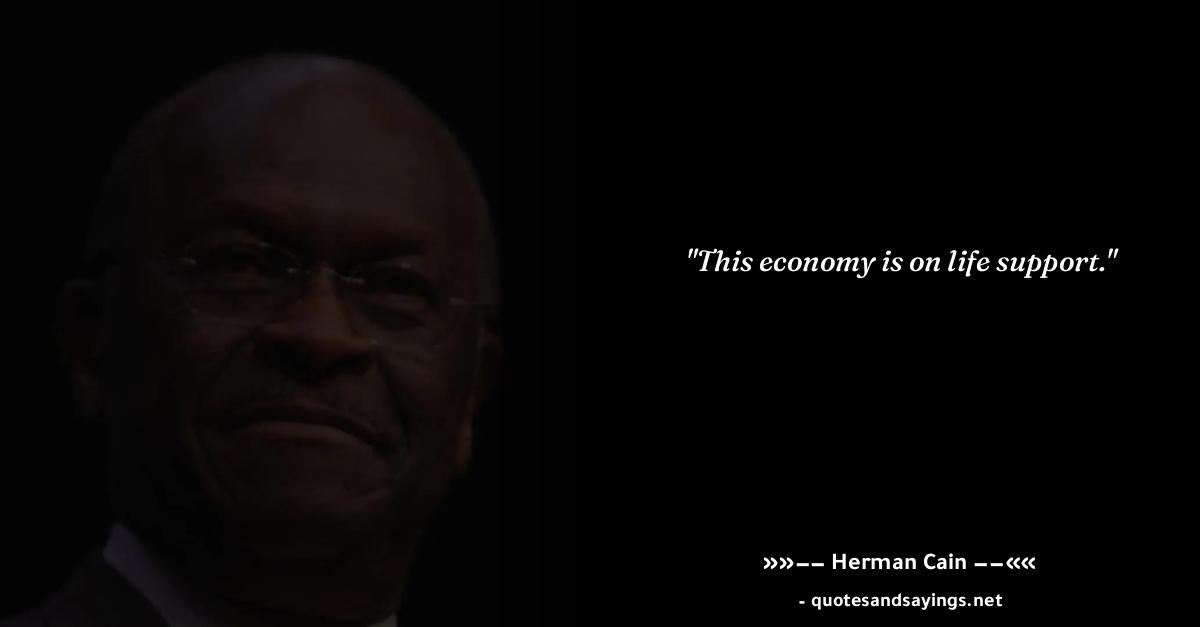 "This economy is on life support."
»»–– Herman Cain ––««
- quotesandsayings.net